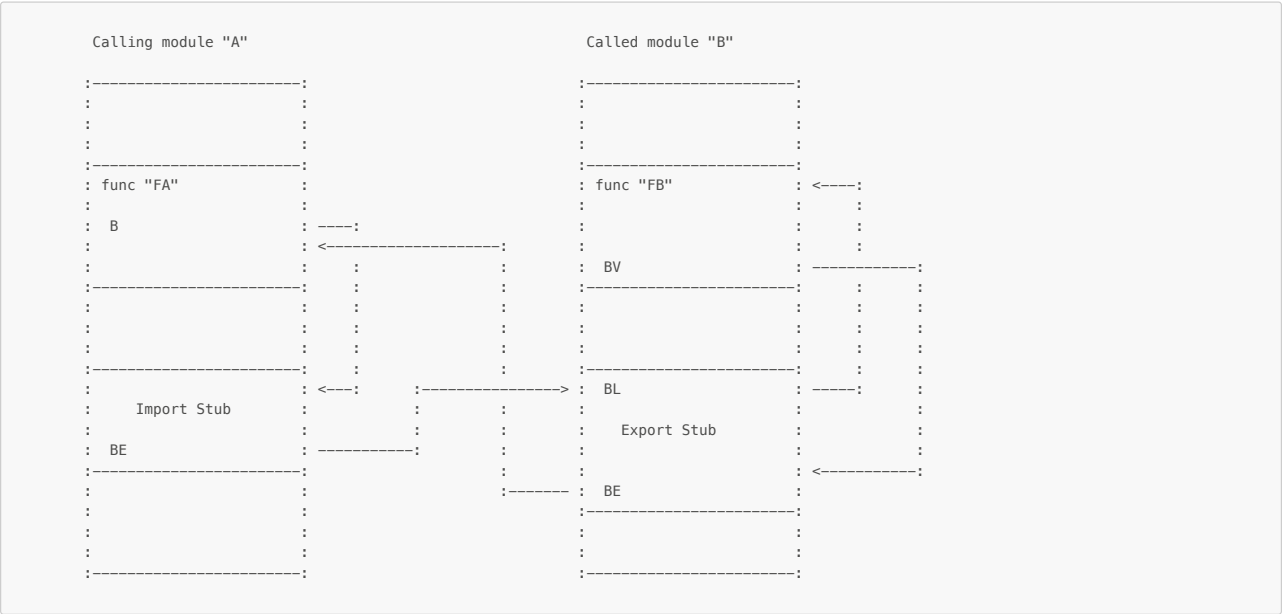 Calling module "A" Called module "B"
func "FA" func "FB"
B
BV
BL
Import Stub
Export Stub
BE
BE